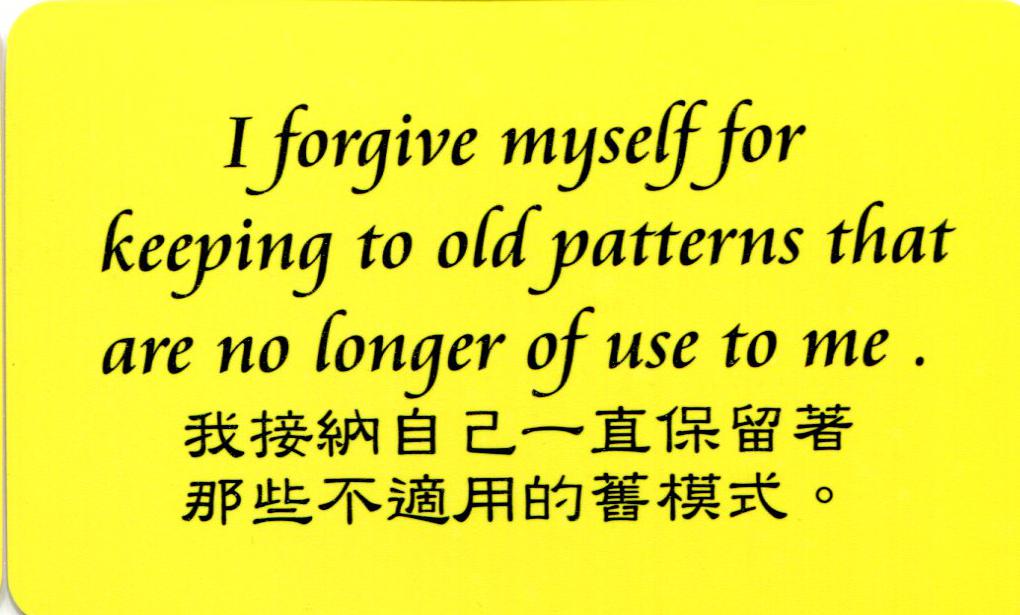 I forgive myself for
keeping to old patterns that
are no longer of use to me .
我接納自己一直保留著
那些不適用的舊模式。